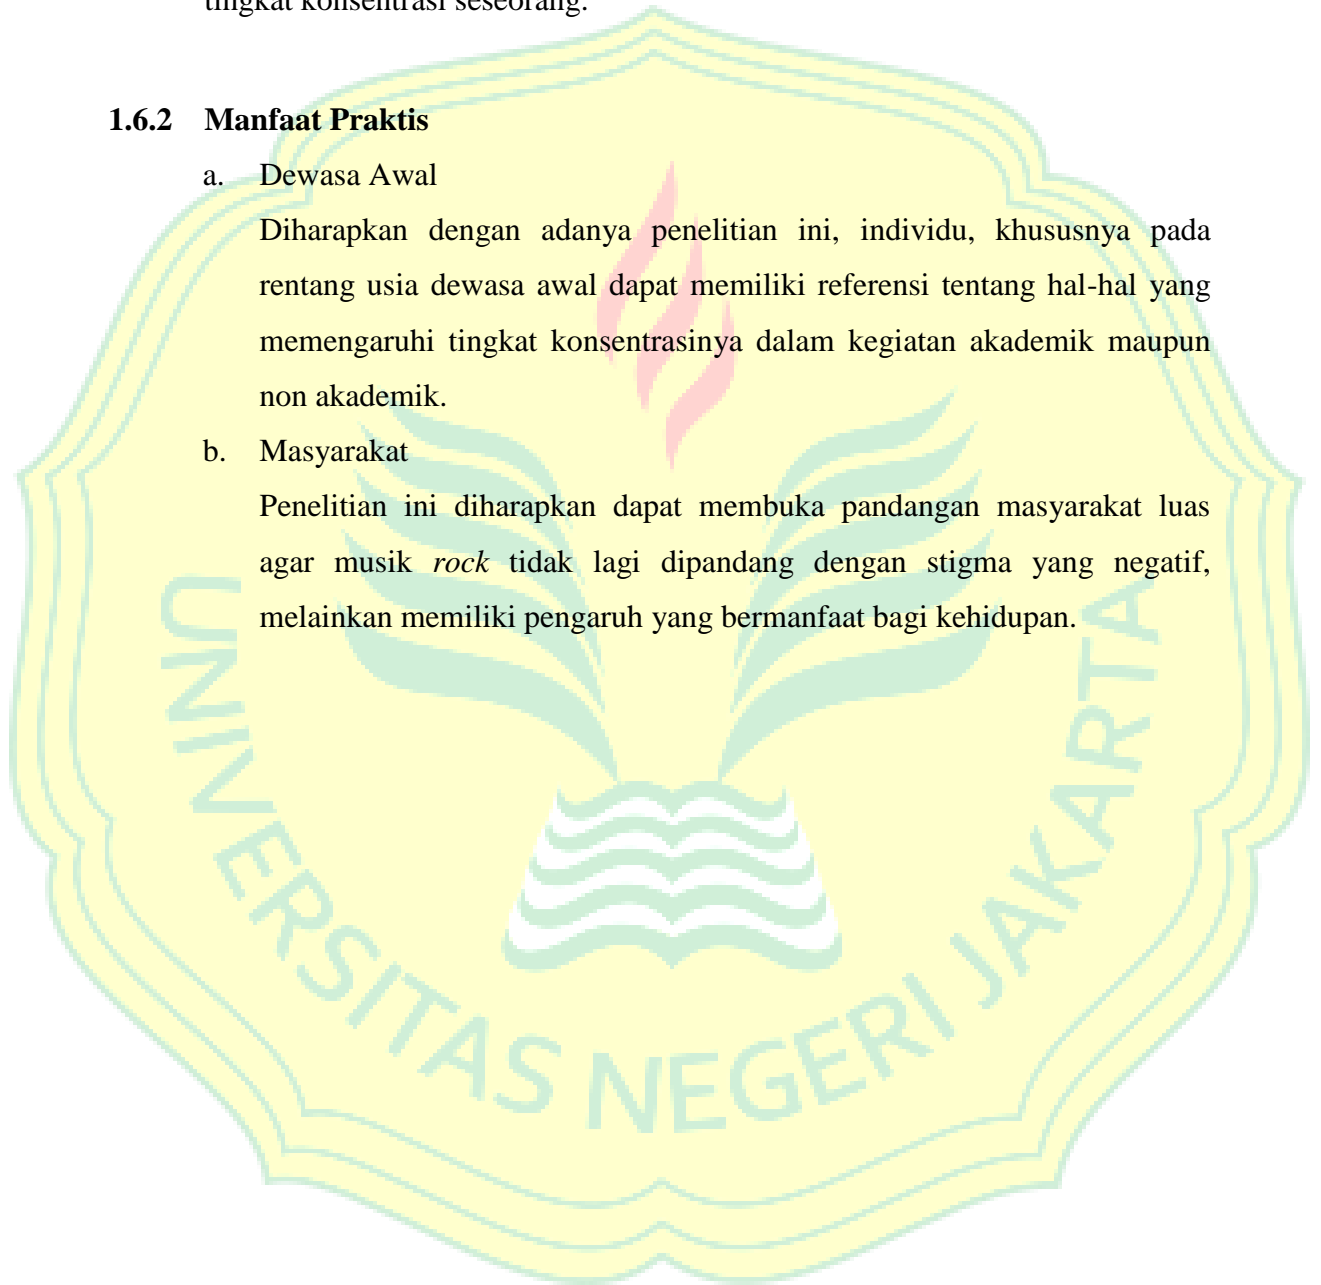 tingkat konsentrasi seseorang.
1.6.2 Manfaat Praktis
a. Dewasa Awal
Diharapkan dengan adanya penelitian ini, individu, khususnya pada
rentang usia dewasa awal dapat memiliki referensi tentang hal-hal yang
memengaruhi tingkat konsentrasinya dalam kegiatan akademik maupun
non akademik.
b. Masyarakat
Penelitian ini diharapkan dapat membuka pandangan masyarakat luas
agar musik rock tidak lagi dipandang dengan stigma yang negatif,
melainkan memiliki pengaruh yang bermanfaat bagi kehidupan.
UNIVERSITAS NEGERI JAKARTA